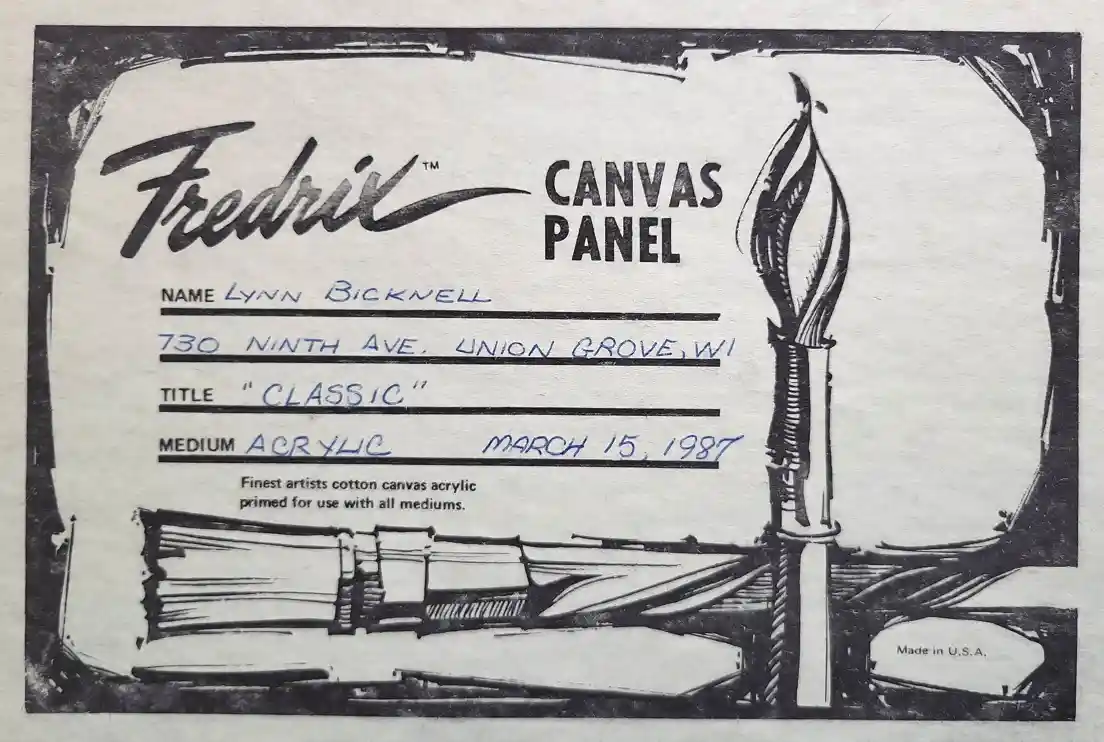 Fredrix™ CANVAS
PANEL
NAME LYNN BICKNELL
730 NINTH AVE. UNION GROVE, WI
TITLE "CLASSIC"
MEDIUM ACRYLIC MARCH 15, 1987
Finest artists cotton canvas acrylic
primed for use with all mediums.
Made in U.S.A.